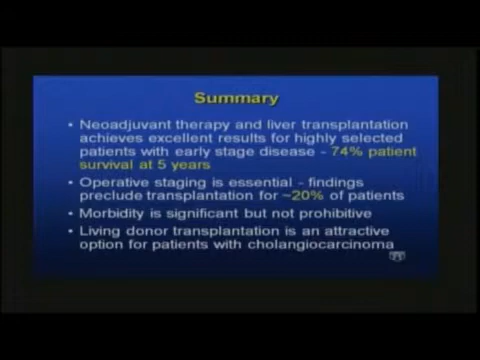 Summary
• Neoadjuvant therapy and liver transplantation
achieves excellent results for highly selected
patients with early stage disease - 74% patient
survival at 5 years
• Operative staging is essential - findings
preclude transplantation for ~20% of patients
• Morbidity is significant but not prohibitive
• Living donor transplantation is an attractive
option for patients with cholangiocarcinoma